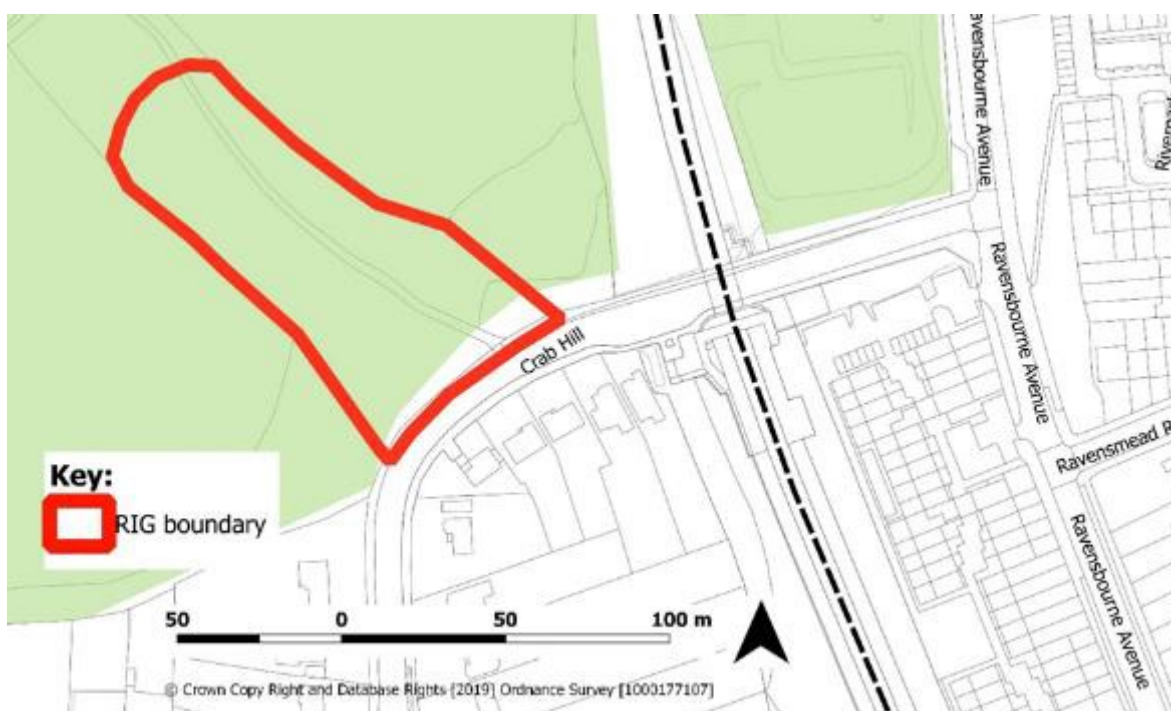 avensbourne Avenue
Ravensbourne Avenue
Crab Hill
Ravensmead R
Ravensbourne Avenue
Key:
RIG boundary
50 0 50 100 m
© Crown Copy Right and Database Rights [2019] Ordnance Survey [1000177107]